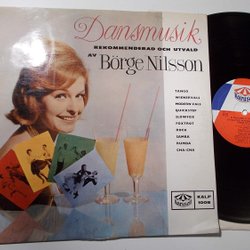 Dansmusik
REKOMMENDERAD OCH UTVALD
AV Börge Nilsson
TANGO
WIENERVALS
MODERN VALS
QUICKSTEP
SLOWFOX
FOXTROT
ROCK
SAMBA
RUMBA
CHA-CHA
KALP